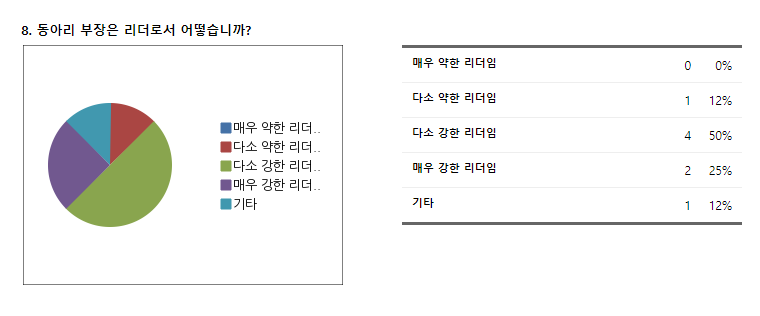 8. 동아리 부장은 리더로서 어떻습니까?
매우 약한 리더..
다소 약한 리더..
다소 강한 리더..
매우 강한 리더..
기타
매우 약한 리더임 0 0%
다소 약한 리더임 1 12%
다소 강한 리더임 4 50%
매우 강한 리더임 2 25%
기타 1 12%